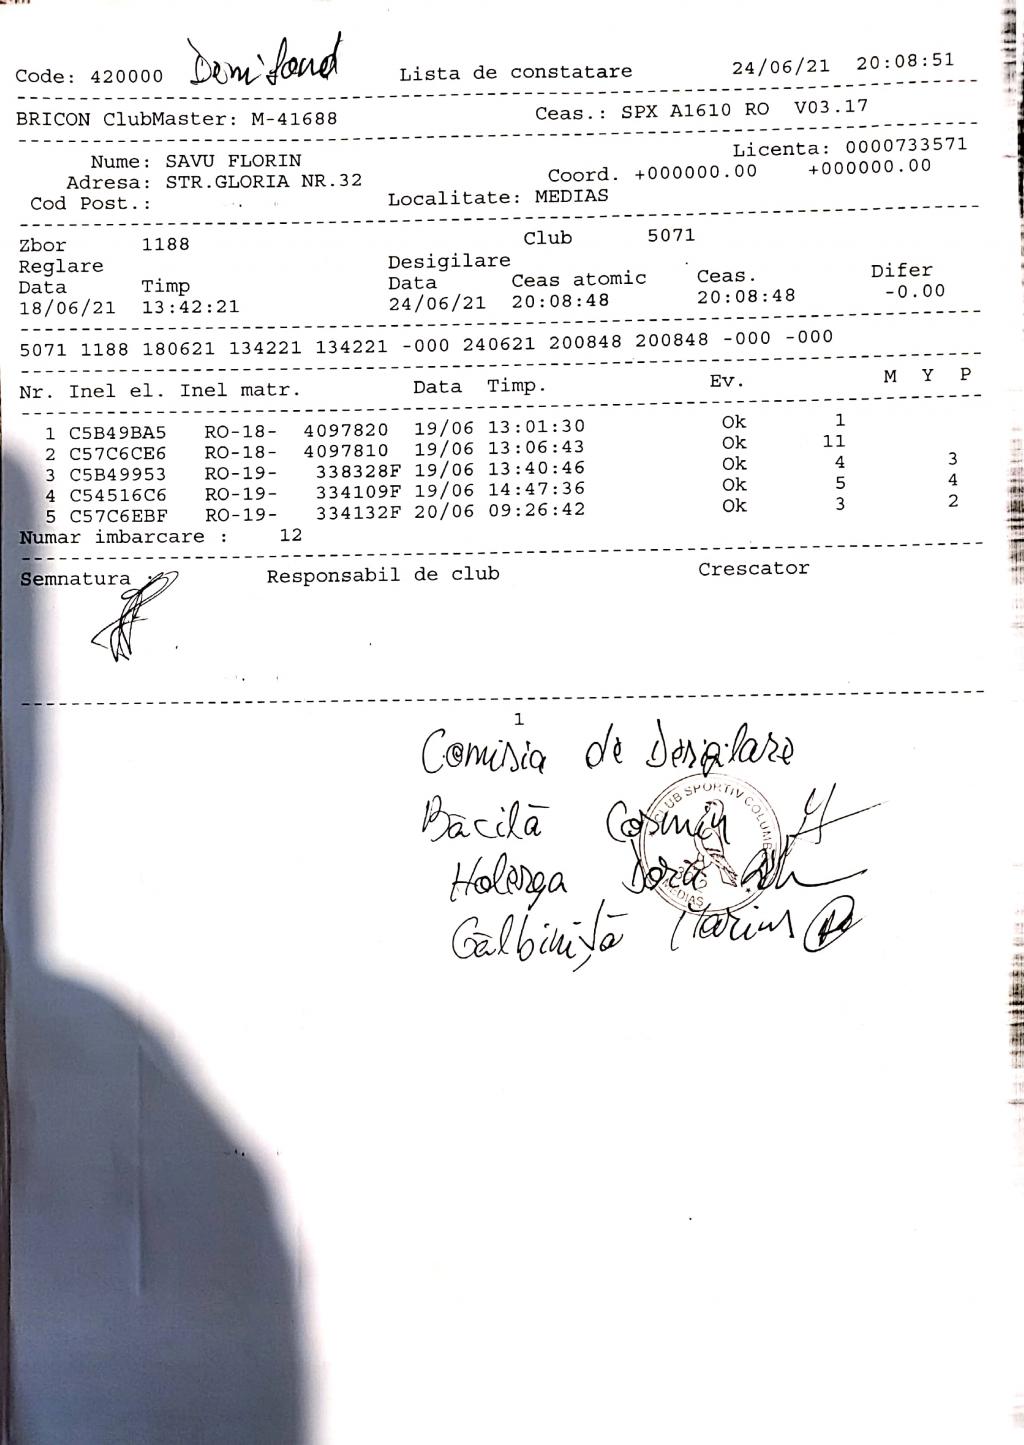 Code: 420000 Demifond Lista de constatare 24/06/21 20:08:51
BRICON ClubMaster: M-41688 Ceas.: SPX A1610 RO V03.17
Nume: SAVU FLORIN Licenta: 0000733571
Adresa: STR.GLORIA NR.32 Coord. +000000.00 +000000.00
Cod Post.: Localitate: MEDIAS
Zbor 1188 Club 5071
Reglare Desigilare
Data Timp Data Ceas atomic Ceas. Difer
18/06/21 13:42:21 24/06/21 20:08:48 20:08:48 -0.00
5071 1188 180621 134221 134221 -000 240621 200848 200848 -000 -000
Nr. Inel el. Inel matr. Data Timp. Ev. M Y P
1 C5B49BA5 RO-18- 4097820 19/06 13:01:30 Ok 1
2 C57C6CE6 RO-18- 4097810 19/06 13:06:43 Ok 11
3 C5B49953 RO-19- 338328F 19/06 13:40:46 Ok 4 3
4 C54516C6 RO-19- 334109F 19/06 14:47:36 Ok 5 4
5 C57C6EBF RO-19- 334132F 20/06 09:26:42 Ok 3 2
Numar imbarcare : 12
Semnatura : Responsabil de club Crescator
1
Comisia de Desigilare
Băcilă Cosmin
CLUB SPORTIV COLUMB
Holerga
MEDIAS
Gălbiniță Marius